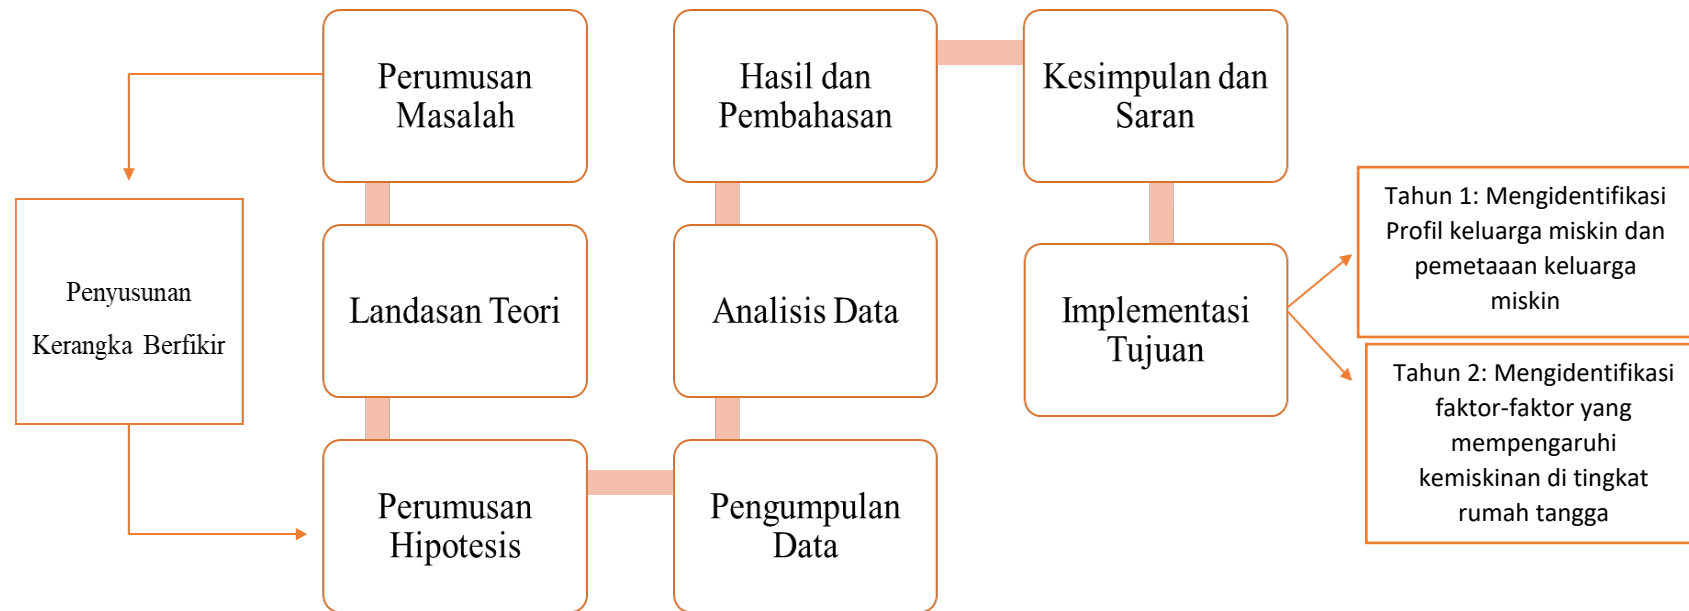 Perumusan
Masalah
Hasil dan
Pembahasan
Kesimpulan dan
Saran
Penyusunan
Kerangka Berfikir
Landasan Teori
Analisis Data
Implementasi
Tujuan
Tahun 1: Mengidentifikasi
Profil keluarga miskin dan
pemetaaan keluarga
miskin
Tahun 2: Mengidentifikasi
faktor-faktor yang
mempengaruhi
kemiskinan di tingkat
rumah tangga
Perumusan
Hipotesis
Pengumpulan
Data